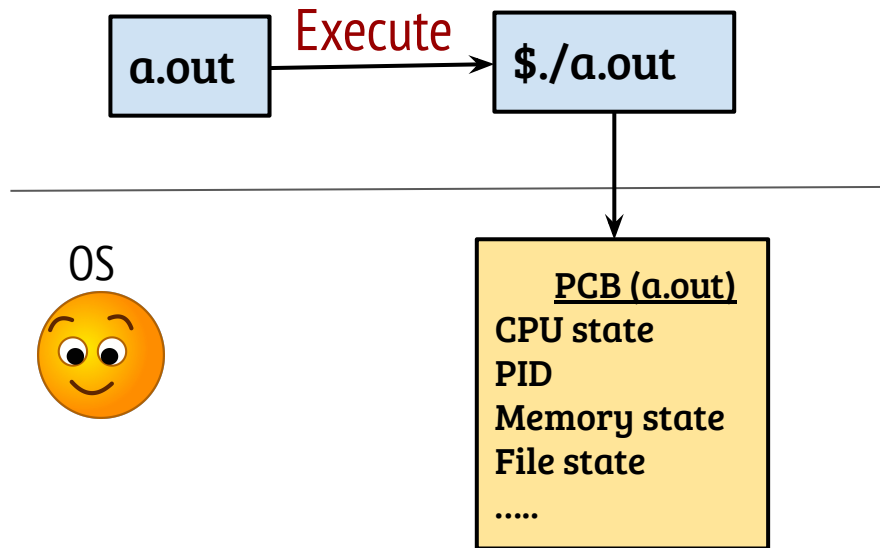 Execute
a.out
$./a.out
OS
PCB (a.out)
CPU state
PID
Memory state
File state
.....